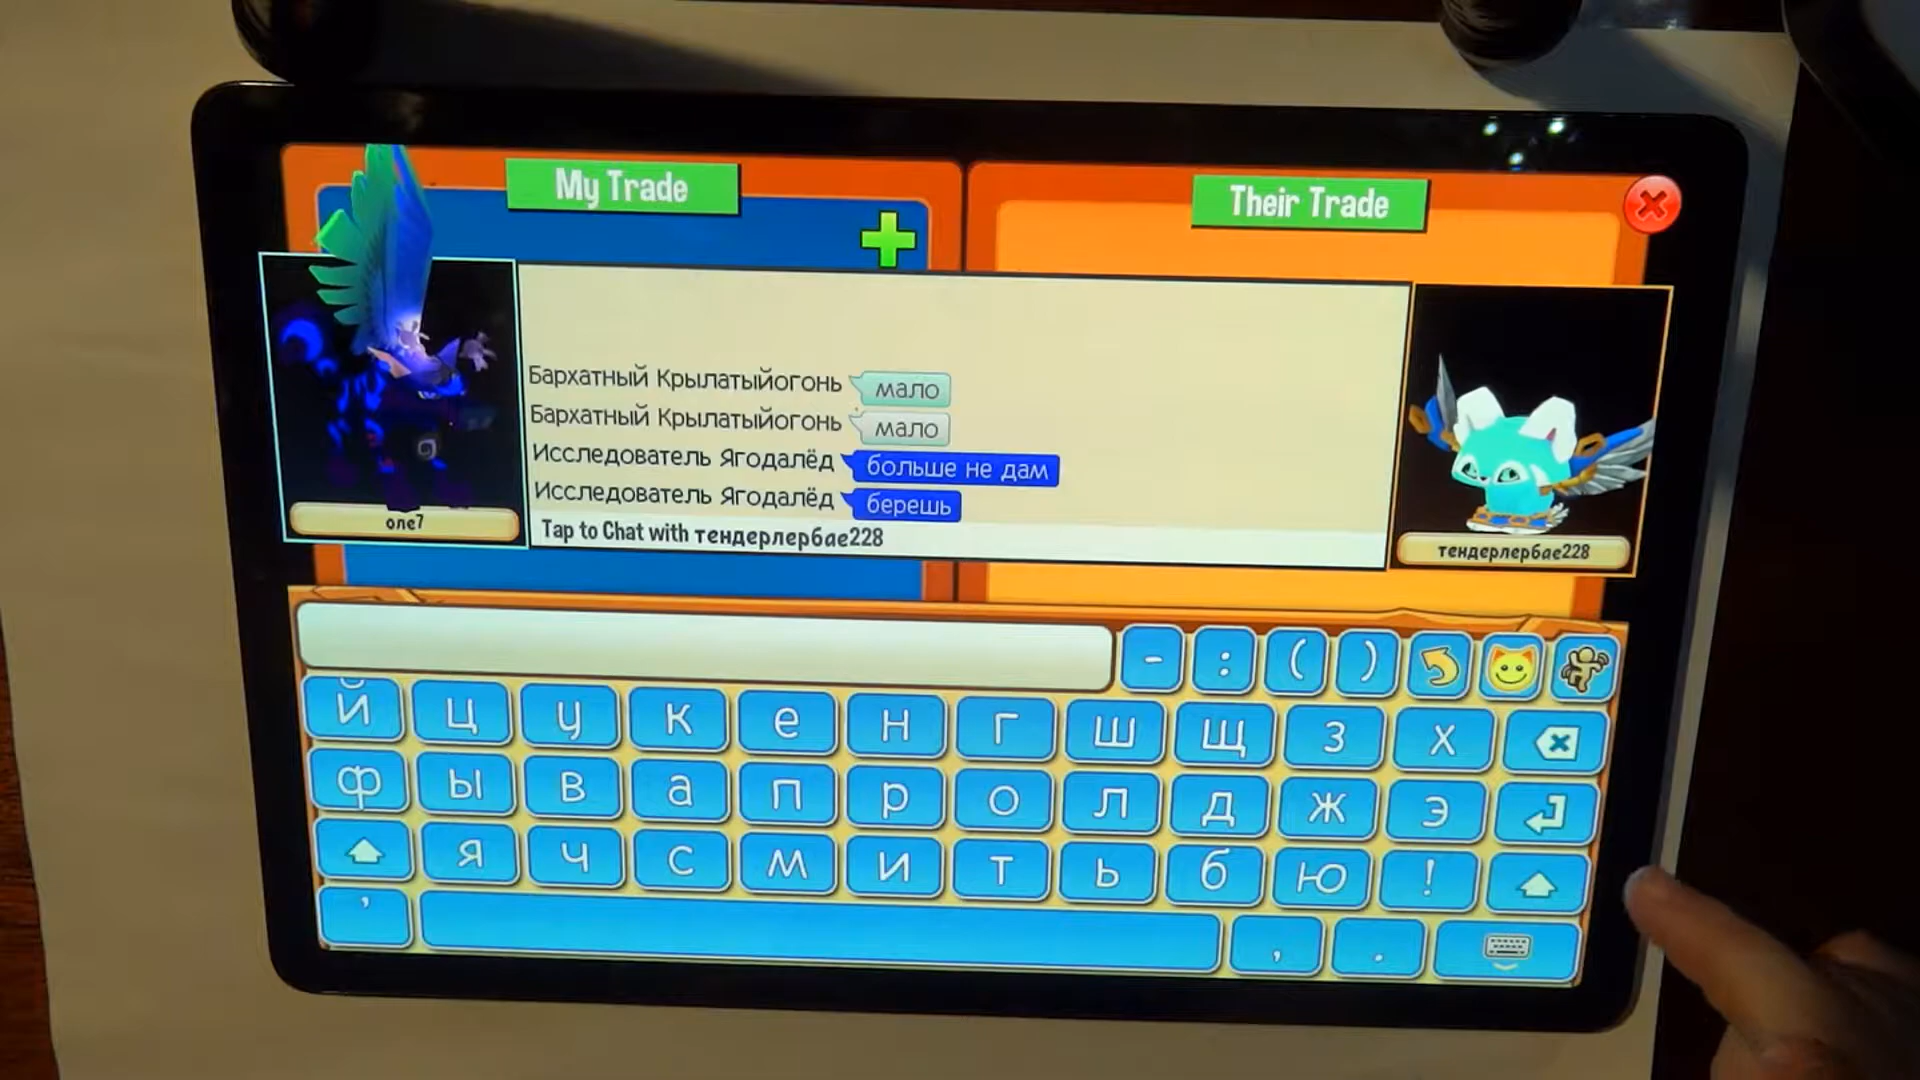 My Trade
Their Trade
Бархатный Крылатыйогонь мало
Бархатный Крылатыйогонь мало
Исследователь Ягодалёд больше не дам
Исследователь Ягодалёд берешь
Tap to Chat with тендерлербае228
one7
тендерлербае228
- : ( )
й ц у к е н г ш щ з х
ф ы в а п р о л д ж э
я ч с м и т ь б ю !
' , .